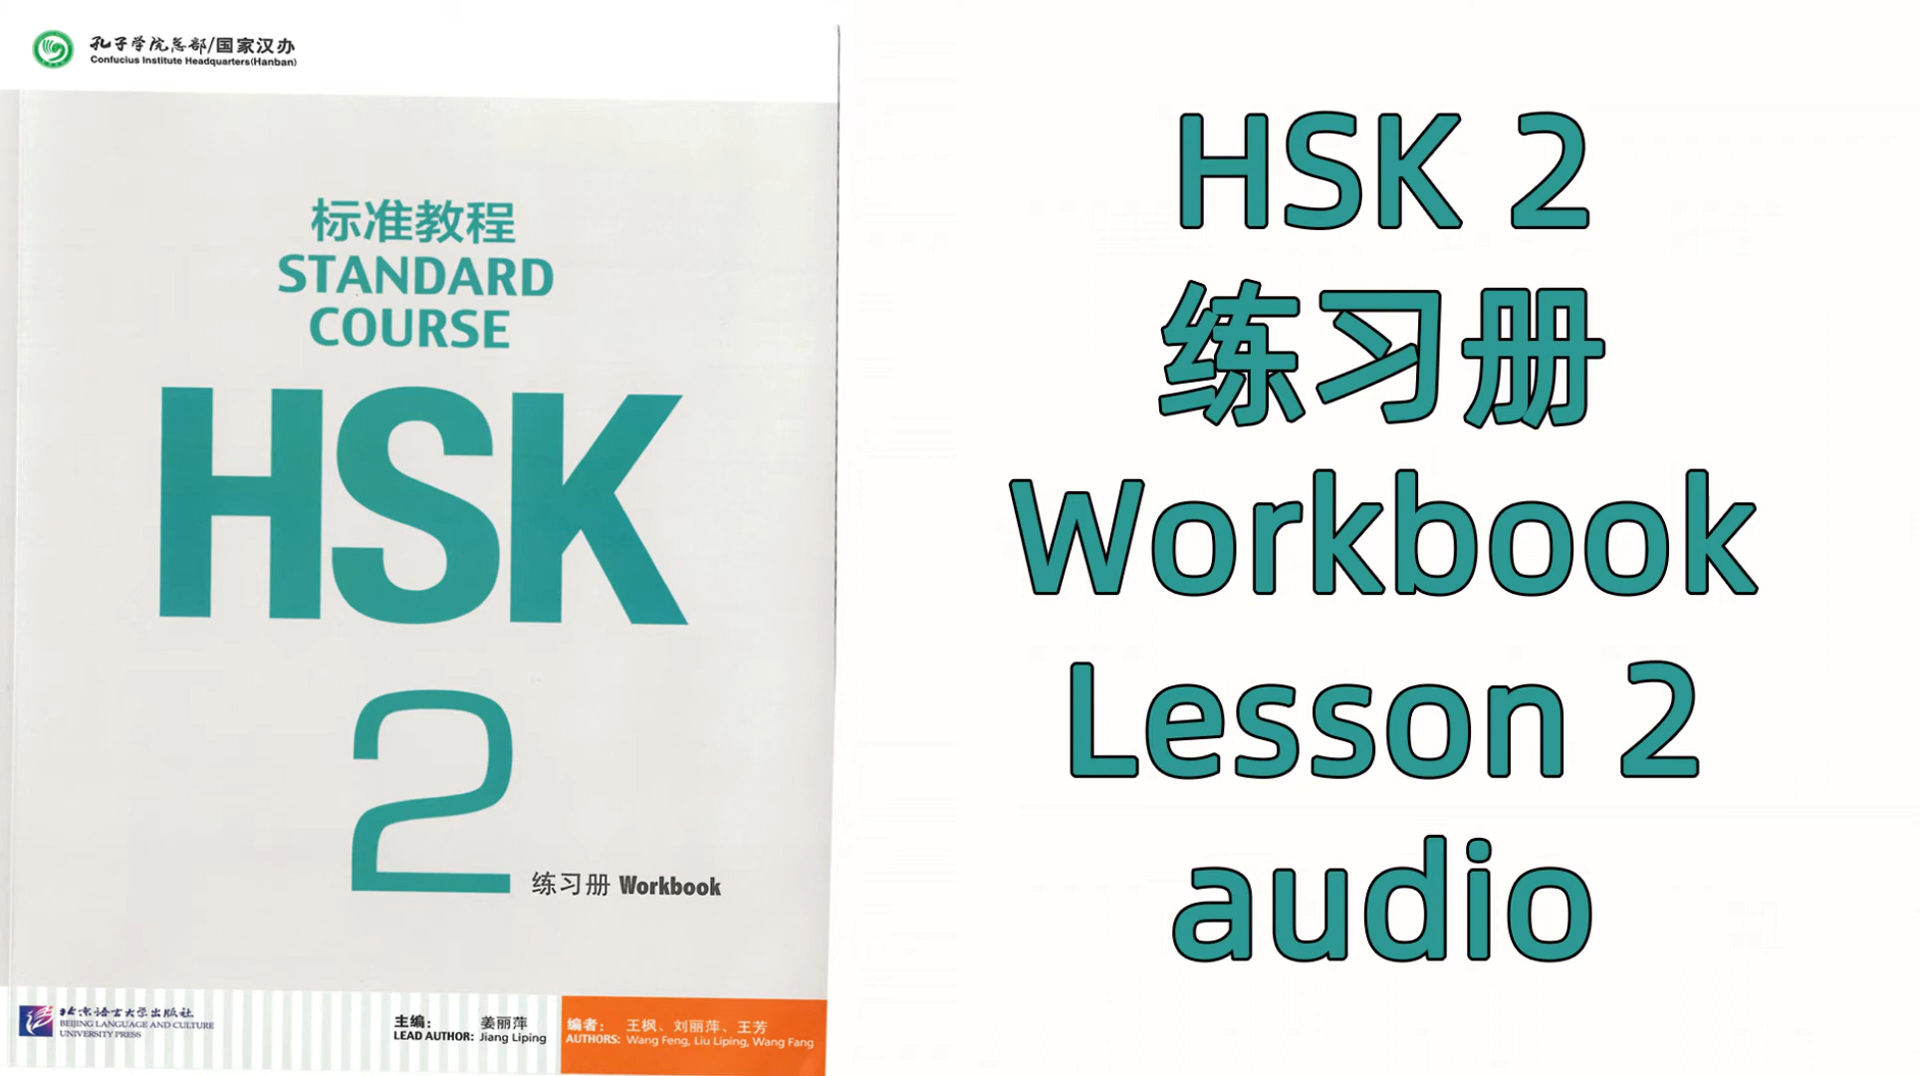 孔子学院总部/国家汉办
Confucius Institute Headquarters(Hanban)
标准教程
STANDARD
COURSE
HSK
2
练习册 Workbook
北京语言大学出版社
BEIJING LANGUAGE AND CULTURE
UNIVERSITY PRESS
主编： 姜丽萍
LEAD AUTHOR: Jiang Liping
编者： 王枫、刘丽萍、王芳
AUTHORS: Wang Feng, Liu Liping, Wang Fang
HSK 2
练习册
Workbook
Lesson 2
audio